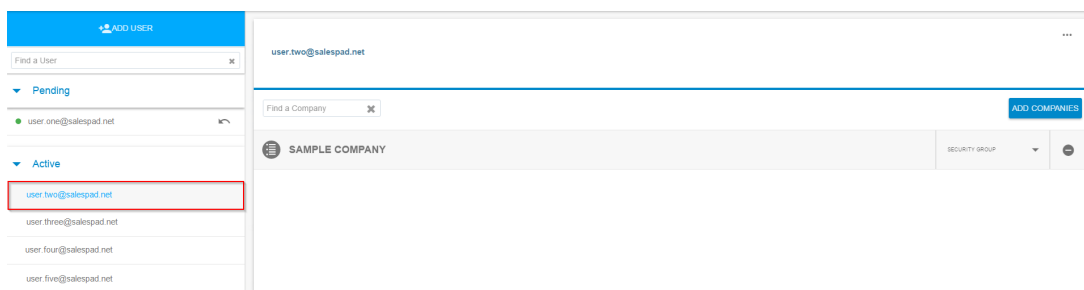 ADD USER
Find a User
Pending
user.one@salespad.net
Active
user.two@salespad.net
user.three@salespad.net
user.four@salespad.net
user.five@salespad.net
user.two@salespad.net
Find a Company
ADD COMPANIES
SAMPLE COMPANY
SECURITY GROUP